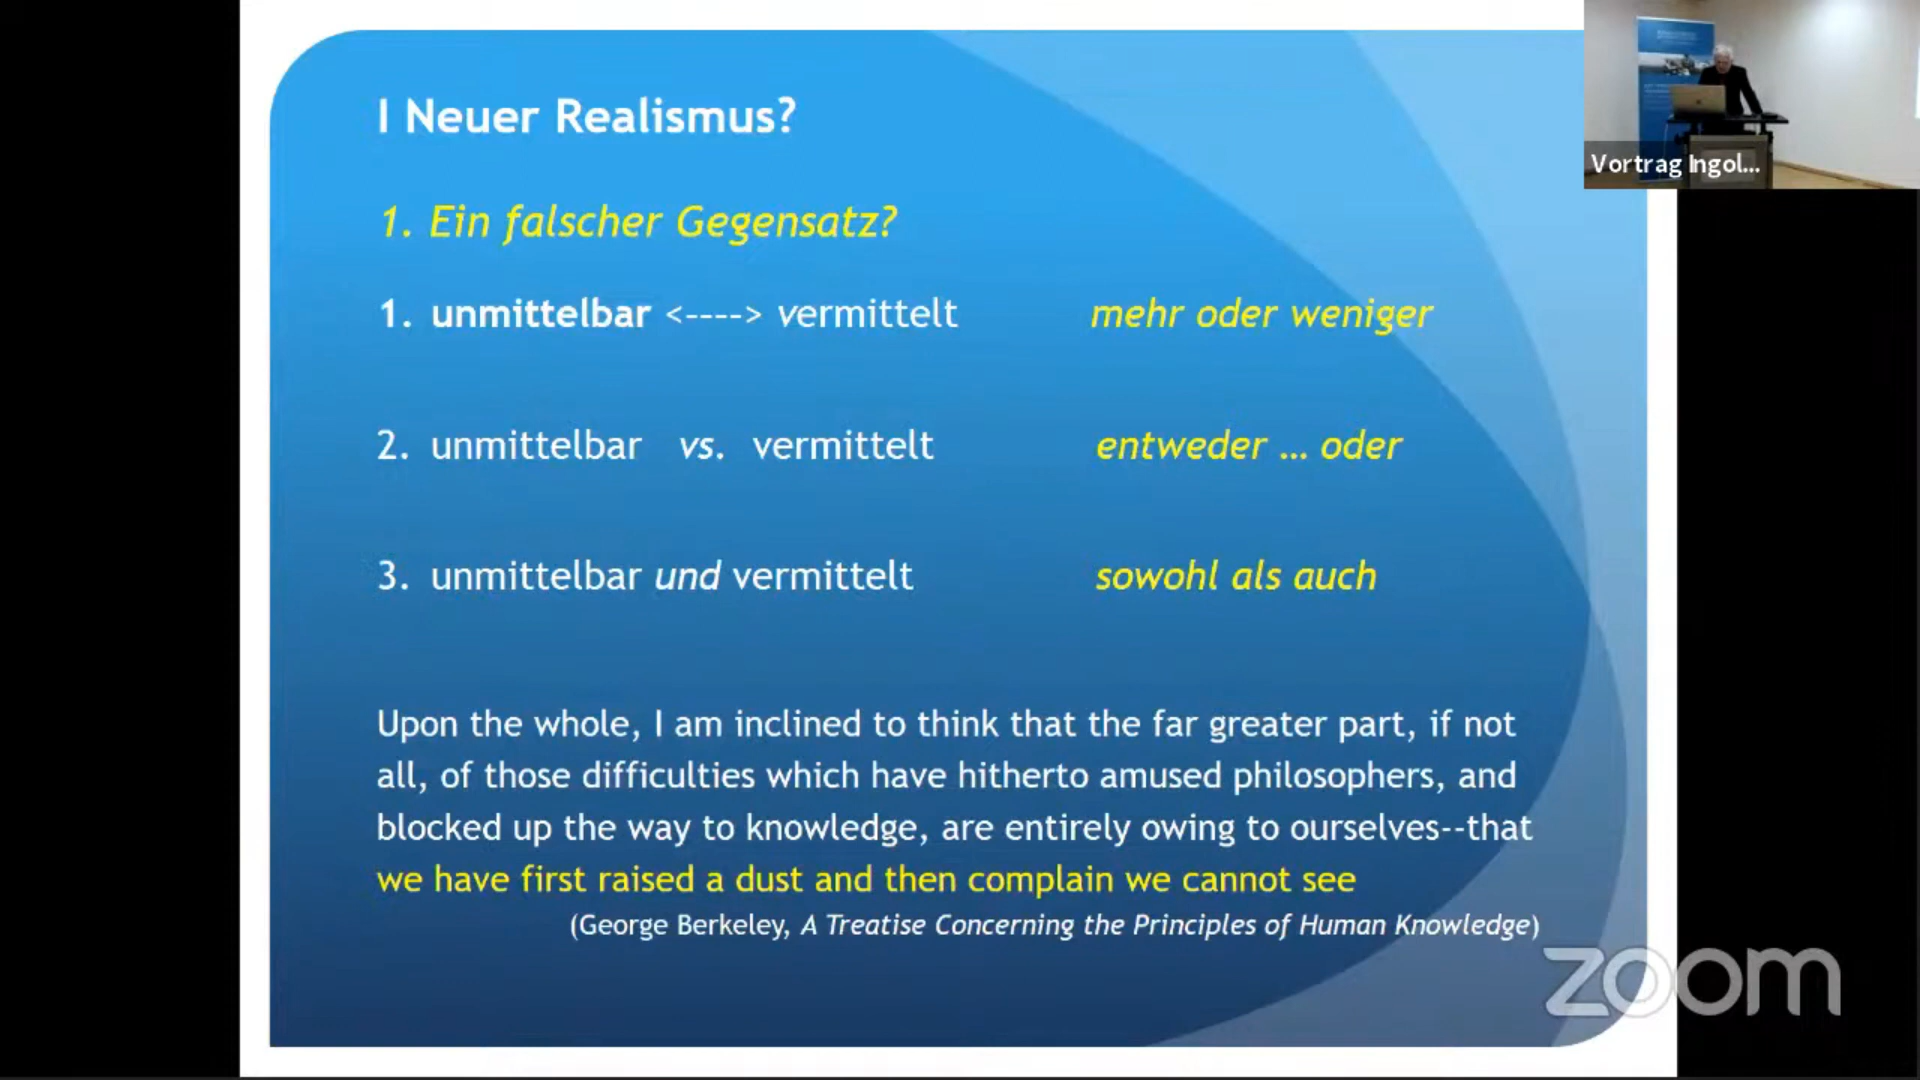 I Neuer Realismus?
1. Ein falscher Gegensatz?
1. unmittelbar <----> vermittelt mehr oder weniger
2. unmittelbar vs. vermittelt entweder ... oder
3. unmittelbar und vermittelt sowohl als auch
Upon the whole, I am inclined to think that the far greater part, if not
all, of those difficulties which have hitherto amused philosophers, and
blocked up the way to knowledge, are entirely owing to ourselves--that
we have first raised a dust and then complain we cannot see
(George Berkeley, A Treatise Concerning the Principles of Human Knowledge)
Vortrag Ingol...
zoom